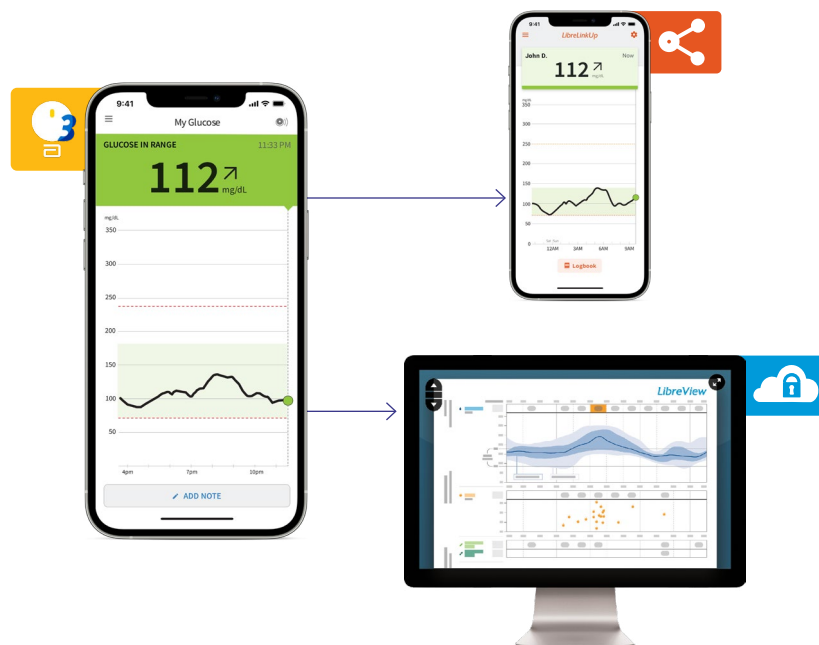 9:41
My Glucose
GLUCOSE IN RANGE 11:33 PM
112 mg/dL
mg/dL
350
300
250
200
150
100
50
4pm 7pm 10pm
ADD NOTE
3
9:41
LibreLinkUp
John D. Now
112 mg/dL
mg/dL
350
300
250
200
150
100
50
0
12AM 3AM 6AM 9AM
Logbook
LibreView